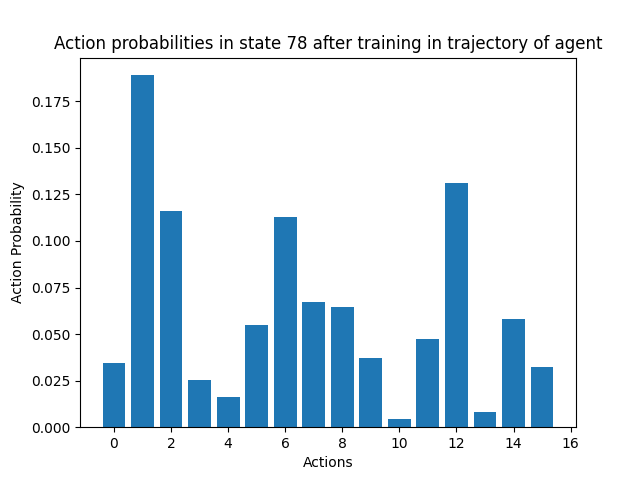 Action probabilities in state 78 after training in trajectory of agent
0.175
0.150
0.125
0.100
0.075
0.050
0.025
0.000
Action Probability
0 2 4 6 8 10 12 14 16
Actions